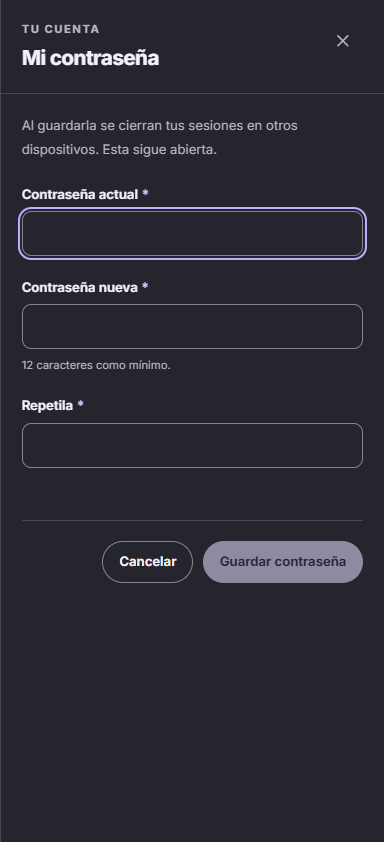 TU CUENTA
Mi contraseña
Al guardarla se cierran tus sesiones en otros
dispositivos. Esta sigue abierta.
Contraseña actual *
Contraseña nueva *
12 caracteres como mínimo.
Repetila *
Cancelar
Guardar contraseña